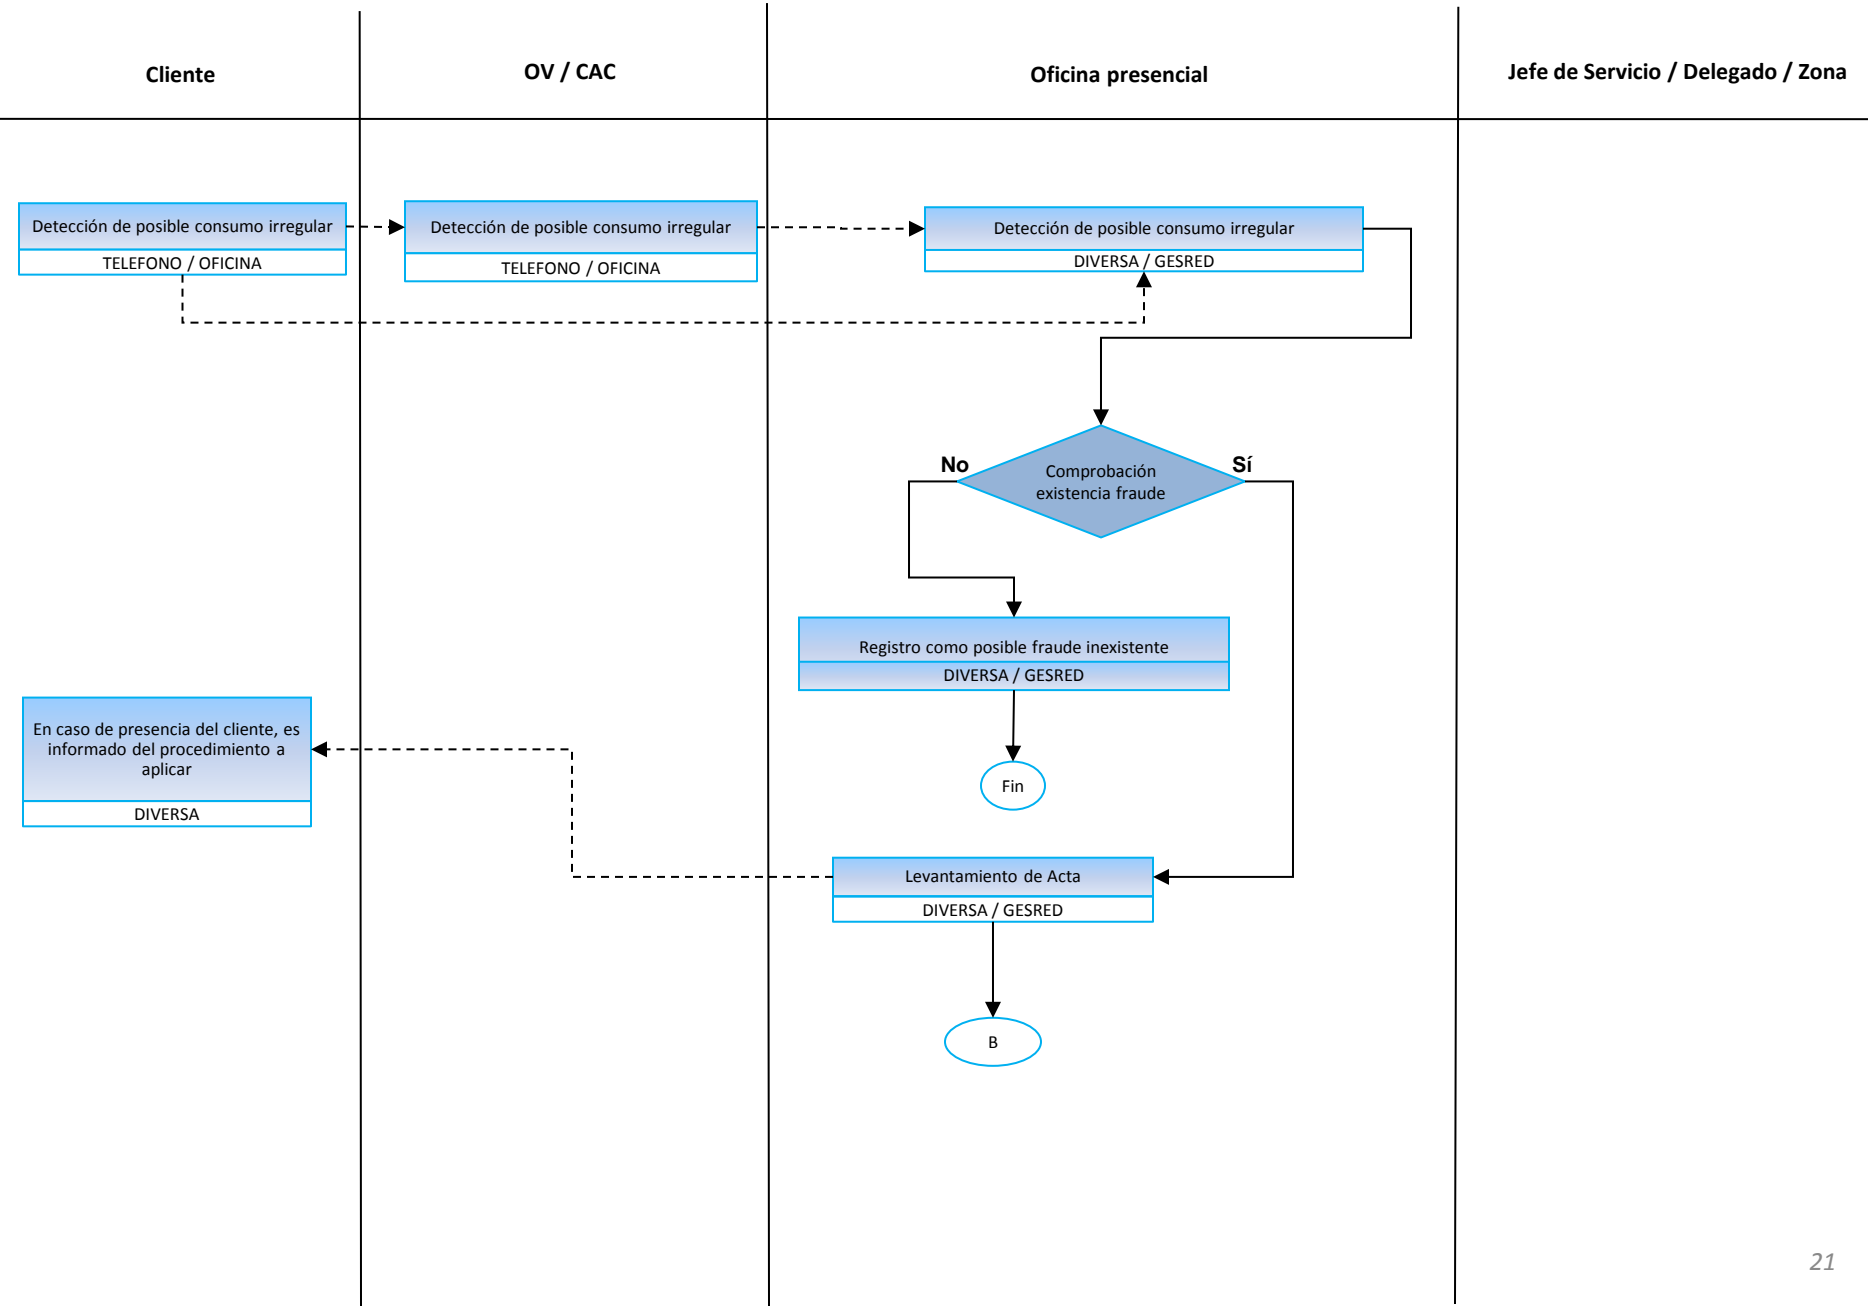 Cliente
OV / CAC
Oficina presencial
Jefe de Servicio / Delegado / Zona
Detección de posible consumo irregular
TELEFONO / OFICINA
Detección de posible consumo irregular
TELEFONO / OFICINA
Detección de posible consumo irregular
DIVERSA / GESRED
No
Comprobación
existencia fraude
Sí
Registro como posible fraude inexistente
DIVERSA / GESRED
En caso de presencia del cliente, es
informado del procedimiento a
aplicar
DIVERSA
Fin
Levantamiento de Acta
DIVERSA / GESRED
B
21